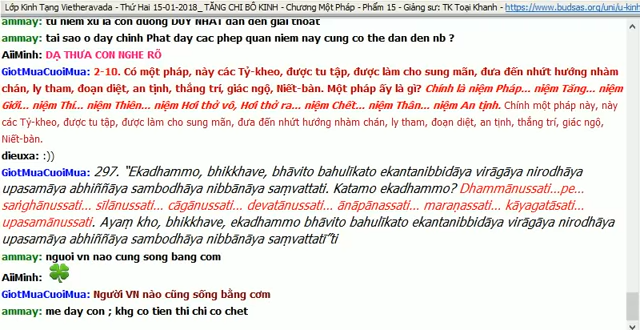 Lớp Kinh Tạng Vietheravada - Thứ Hai 15-01-2018_ TĂNG CHI BỘ KINH - Chương Một Pháp - Phẩm 15 - Giảng sư: TK Toại Khanh - https://www.budsas.org/uni/u-kinh
ammay: tu niem xu la con duong DUY NHAT dan den giai thoat
ammay: tai sao o day chinh Phat day cac phep quan niem nay cung co the dan den nb ?
AiiMinh: DẠ THƯA CON NGHE RÕ
GiotMuaCuoiMua: 2-10. Có một pháp, này các Tỷ-kheo, được tu tập, được làm cho sung mãn, đưa đến nhứt hướng nhàm
chán, ly tham, đoạn diệt, an tịnh, thắng trí, giác ngộ, Niết-bàn. Một pháp ấy là gì? Chính là niệm Pháp... niệm Tăng... niệm
Giới... niệm Thí... niệm Thiên... niệm Hơi thở vô, Hơi thở ra... niệm Chết... niệm Thân... niệm An tịnh. Chính một pháp này, này
các Tỷ-kheo, được tu tập, được làm cho sung mãn, đưa đến nhứt hướng nhàm chán, ly tham, đoạn diệt, an tịnh, thắng trí, giác ngộ,
Niết-bàn.
dieuxa: :))
GiotMuaCuoiMua: 297. "Ekadhammo, bhikkhave, bhāvito bahulīkato ekantanibbidāya virāgāya nirodhāya
upasamāya abhiññāya sambodhāya nibbānāya saṃvattati. Katamo ekadhammo? Dhammānussati...pe...
saṅghānussati... sīlānussati... cāgānussati... devatānussati... ānāpānassati... maraṇassati... kāyagatāsati...
upasamānussati. Ayaṃ kho, bhikkhave, ekadhammo bhāvito bahulīkato ekantanibbidāya virāgāya nirodhāya
upasamāya abhiññāya sambodhāya nibbānāya saṃvattatī"ti
ammay: nguoi vn nao cung song bang com
AiiMinh:
GiotMuaCuoiMua: Người VN nào cũng sống bằng cơm
ammay: me day con ; khg co tien thi chi co chet